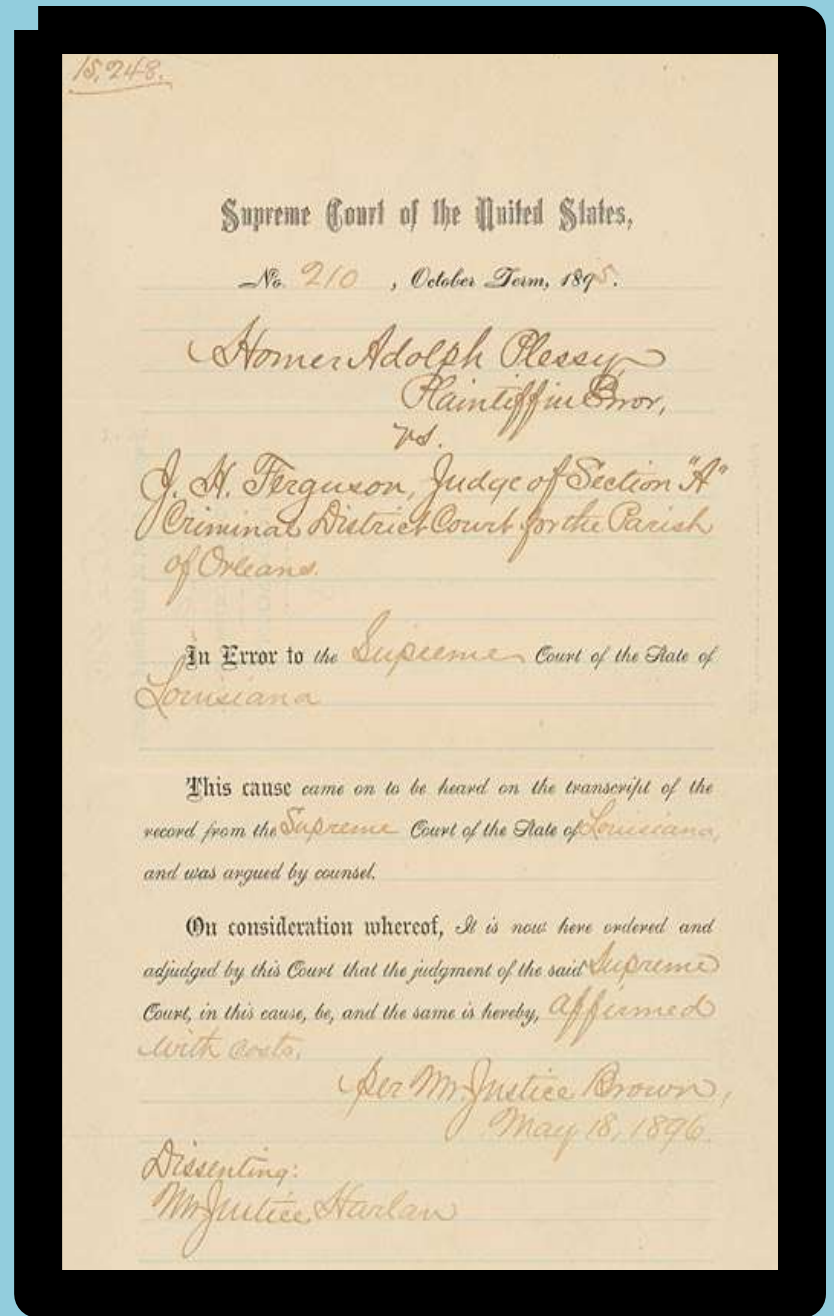 15,248.
Supreme Court of the United States,
No. 210 , October Term, 1895.
Homer Adolph Plessy,
Plaintiff in Error,
vs.
J. H. Ferguson, Judge of Section "A"
Criminal District Court for the Parish
of Orleans.
In Error to the Supreme Court of the State of
Louisiana
This cause came on to be heard on the transcript of the
record from the Supreme Court of the State of Louisiana,
and was argued by counsel.
On consideration whereof, It is now here ordered and
adjudged by this Court that the judgment of the said Supreme
Court, in this cause, be, and the same is hereby, affirmed
with costs.
Per Mr. Justice Brown,
May 18, 1896.
Dissenting:
Mr. Justice Harlan